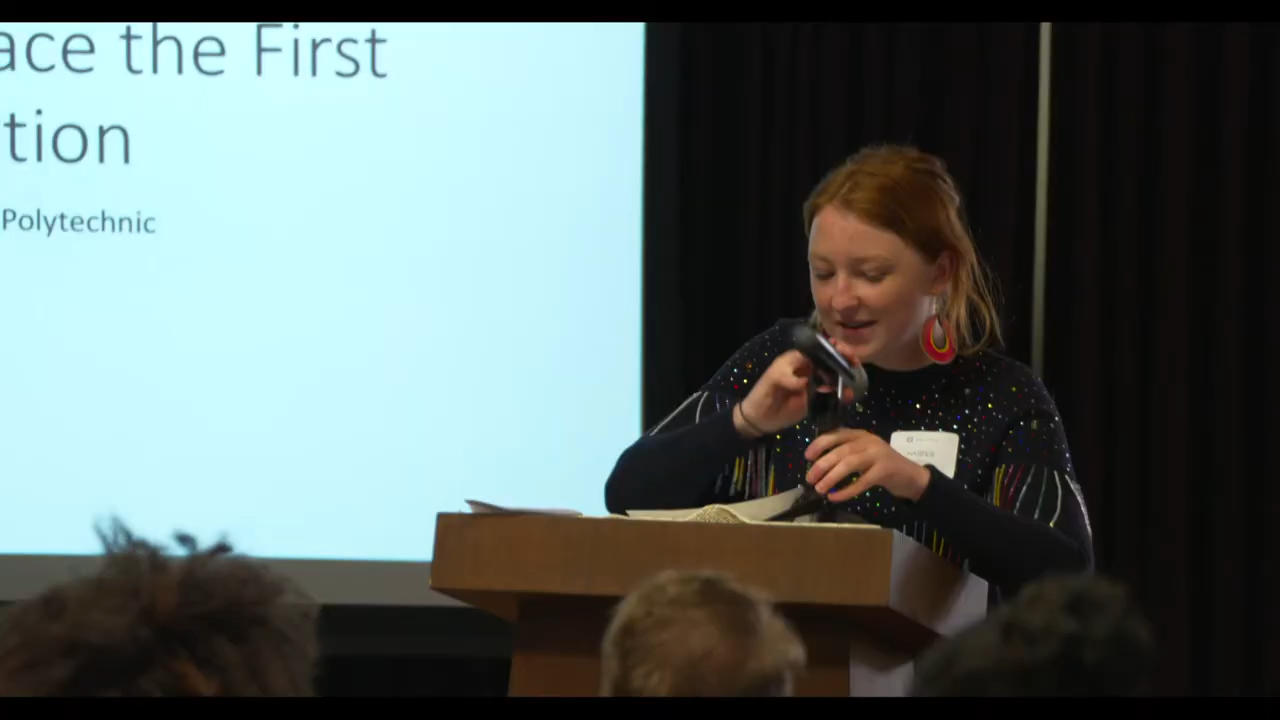 ace the First
tion
Polytechnic